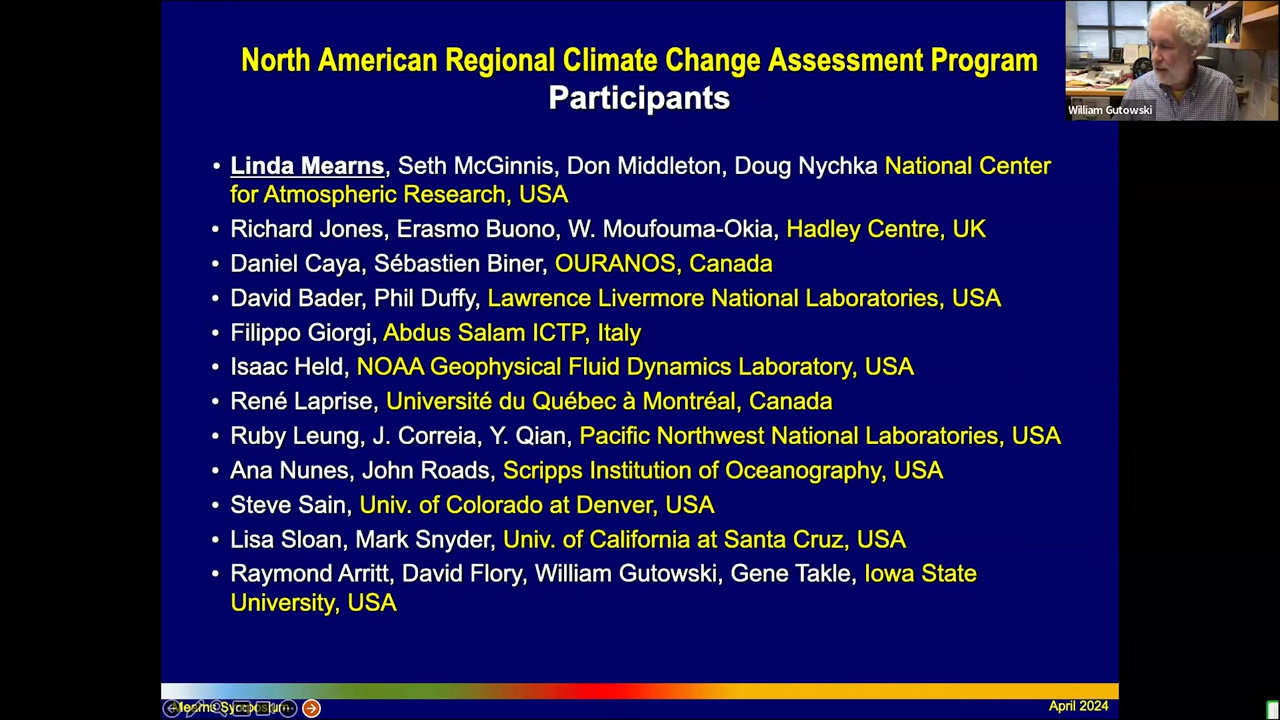 North American Regional Climate Change Assessment Program
Participants
William Gutowski
• Linda Mearns, Seth McGinnis, Don Middleton, Doug Nychka National Center
for Atmospheric Research, USA
• Richard Jones, Erasmo Buono, W. Moufouma-Okia, Hadley Centre, UK
• Daniel Caya, Sébastien Biner, OURANOS, Canada
• David Bader, Phil Duffy, Lawrence Livermore National Laboratories, USA
• Filippo Giorgi, Abdus Salam ICTP, Italy
• Isaac Held, NOAA Geophysical Fluid Dynamics Laboratory, USA
• René Laprise, Université du Québec à Montréal, Canada
• Ruby Leung, J. Correia, Y. Qian, Pacific Northwest National Laboratories, USA
• Ana Nunes, John Roads, Scripps Institution of Oceanography, USA
• Steve Sain, Univ. of Colorado at Denver, USA
• Lisa Sloan, Mark Snyder, Univ. of California at Santa Cruz, USA
• Raymond Arritt, David Flory, William Gutowski, Gene Takle, Iowa State
University, USA
Mearns Symposium
April 2024